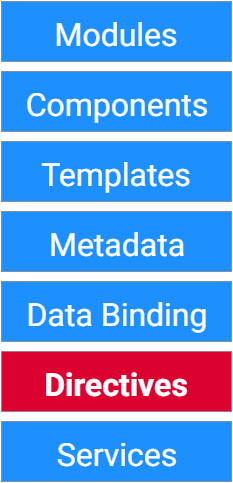 Modules
Components
Templates
Metadata
Data Binding
Directives
Services